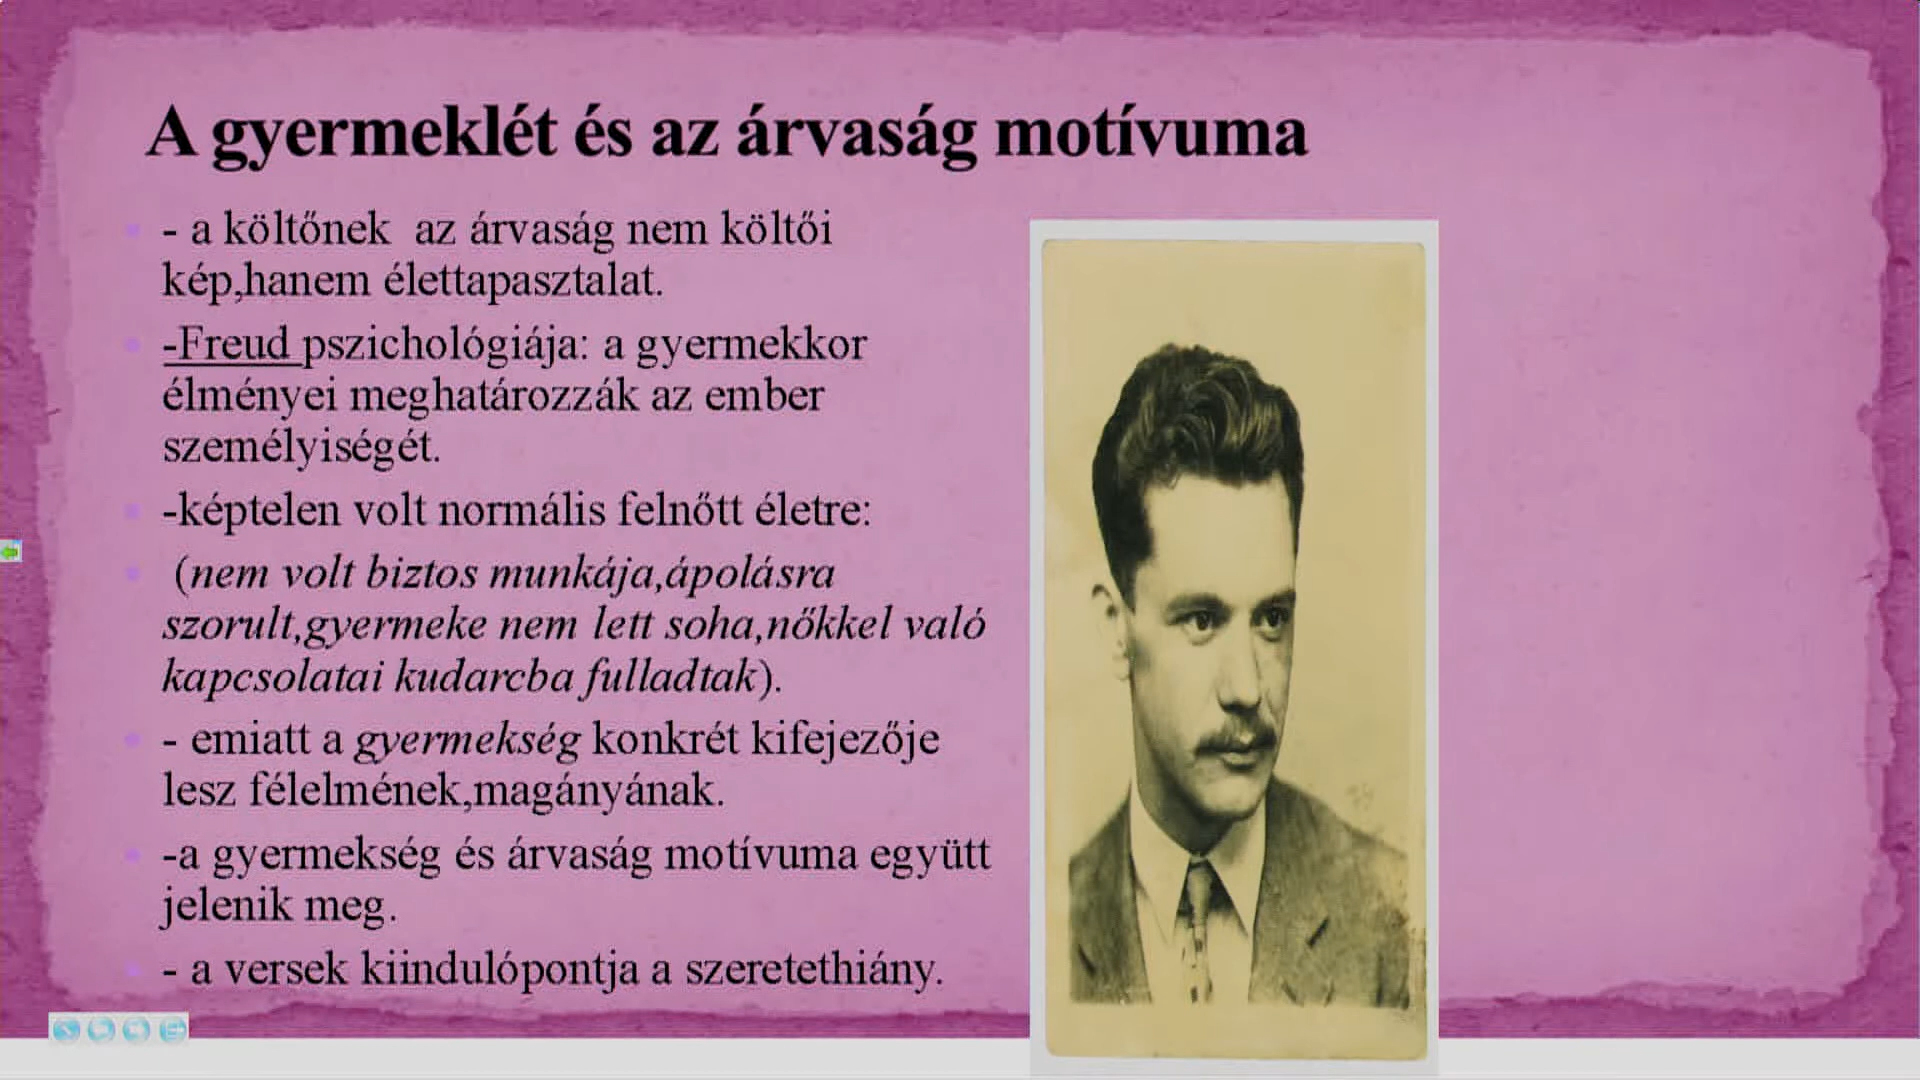 A gyermeklét és az árvaság motívuma
- a költőnek az árvaság nem költői
kép,hanem élettapasztalat.
-Freud pszichológiája: a gyermekkor
élményei meghatározzák az ember
személyiségét.
-képtelen volt normális felnőtt életre:
(nem volt biztos munkája,ápolásra
szorult,gyermeke nem lett soha,nőkkel való
kapcsolatai kudarcba fulladtak).
- emiatt a gyermekség konkrét kifejezője
lesz félelmének,magányának.
-a gyermekség és árvaság motívuma együtt
jelenik meg.
- a versek kiindulópontja a szeretethiány.